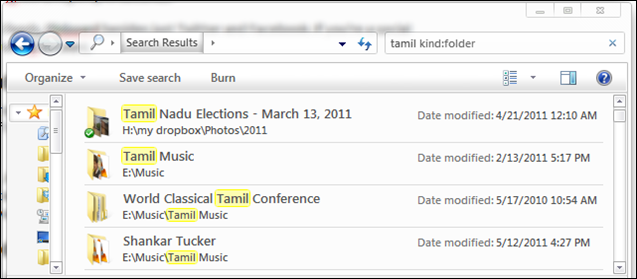 Search Results
tamil kind:folder
Organize Save search Burn
Tamil Nadu Elections - March 13, 2011 Date modified: 4/21/2011 12:10 AM
H:\my dropbox\Photos\2011
Tamil Music Date modified: 2/13/2011 5:17 PM
E:\Music
World Classical Tamil Conference Date modified: 5/17/2010 10:54 AM
E:\Music\Tamil Music
Shankar Tucker Date modified: 5/12/2011 4:27 PM
E:\Music\Tamil Music